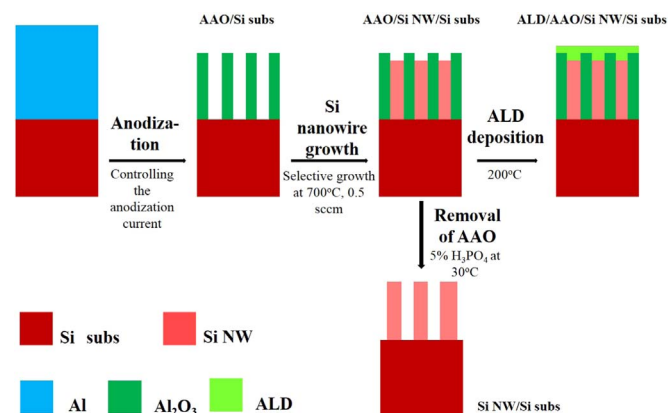 AAO/Si subs
AAO/Si NW/Si subs
ALD/AAO/Si NW/Si subs
Anodiza-
tion
Controlling
the
anodization
current
Si
nanowire
growth
Selective growth
at 700°C, 0.5
sccm
ALD
deposition
200°C
Removal
of AAO
5% H₃PO₄ at
30°C
Si subs
Si NW
Al
Al₂O₃
ALD
Si NW/Si subs